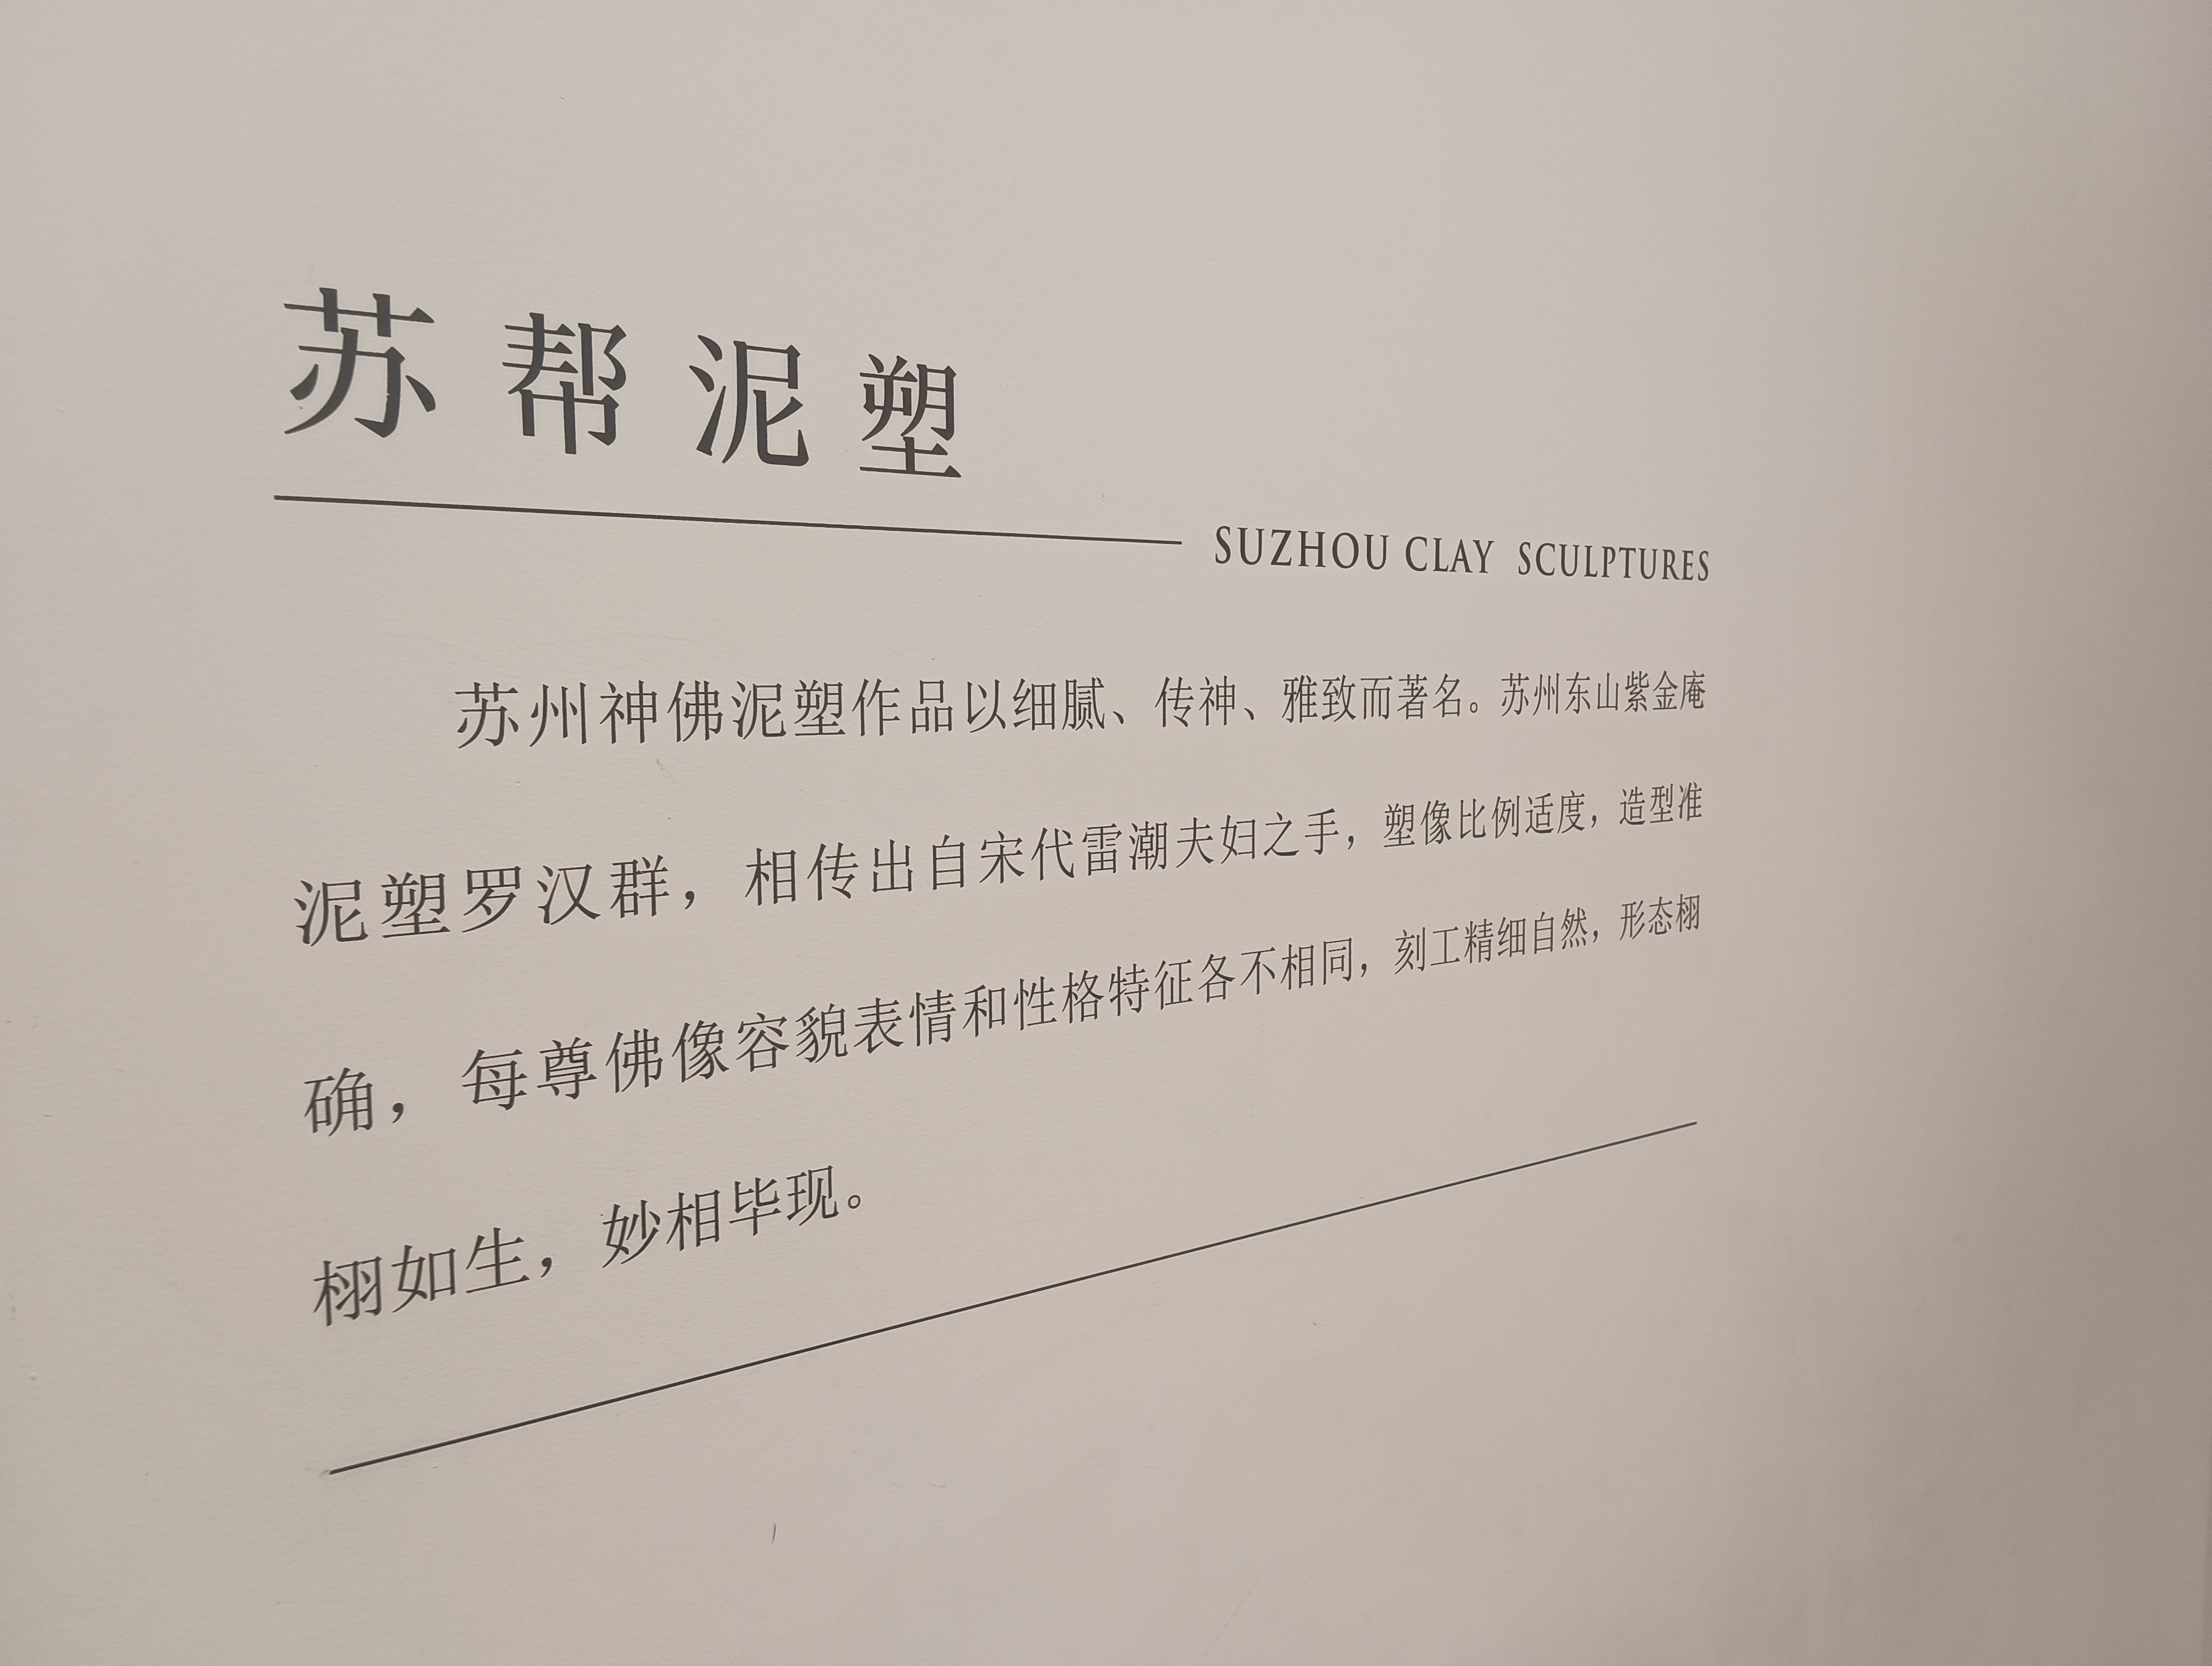 苏帮泥塑
SUZHOU CLAY SCULPTURES
苏州神佛泥塑作品以细腻、传神、雅致而著名。苏州东山紫金庵
泥塑罗汉群，相传出自宋代雷潮夫妇之手，塑像比例适度，造型准
确，每尊佛像容貌表情和性格特征各不相同，刻工精细自然，形态栩
栩如生，妙相毕现。